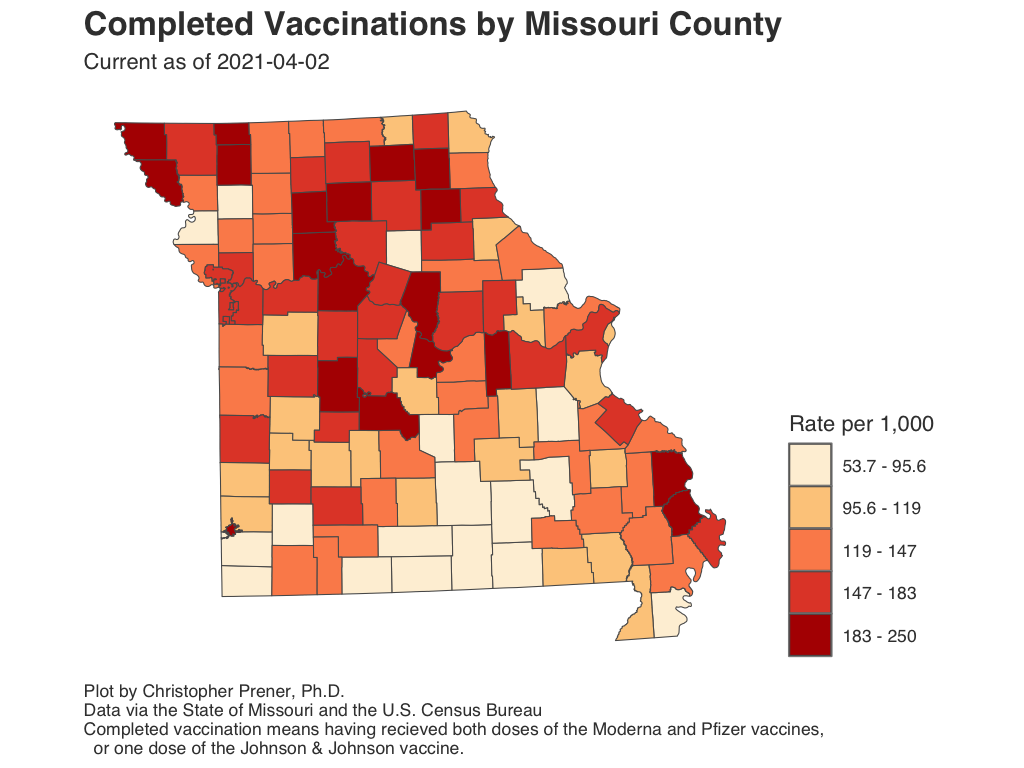 Completed Vaccinations by Missouri County
Current as of 2021-04-02
Rate per 1,000
53.7 - 95.6
95.6 - 119
119 - 147
147 - 183
183 - 250
Plot by Christopher Prener, Ph.D.
Data via the State of Missouri and the U.S. Census Bureau
Completed vaccination means having recieved both doses of the Moderna and Pfizer vaccines,
or one dose of the Johnson & Johnson vaccine.